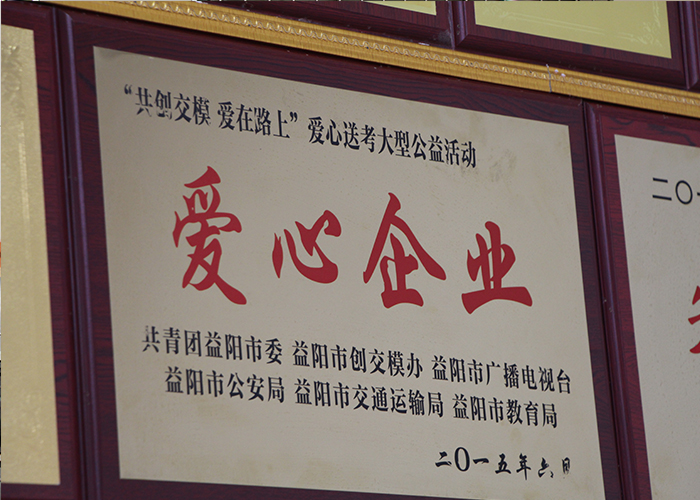 “共创交模 爱在路上”爱心送考大型公益活动
爱心企业
共青团益阳市委 益阳市创交模办 益阳市广播电视台
益阳市公安局 益阳市交通运输局 益阳市教育局
二〇一五年六月
二〇一